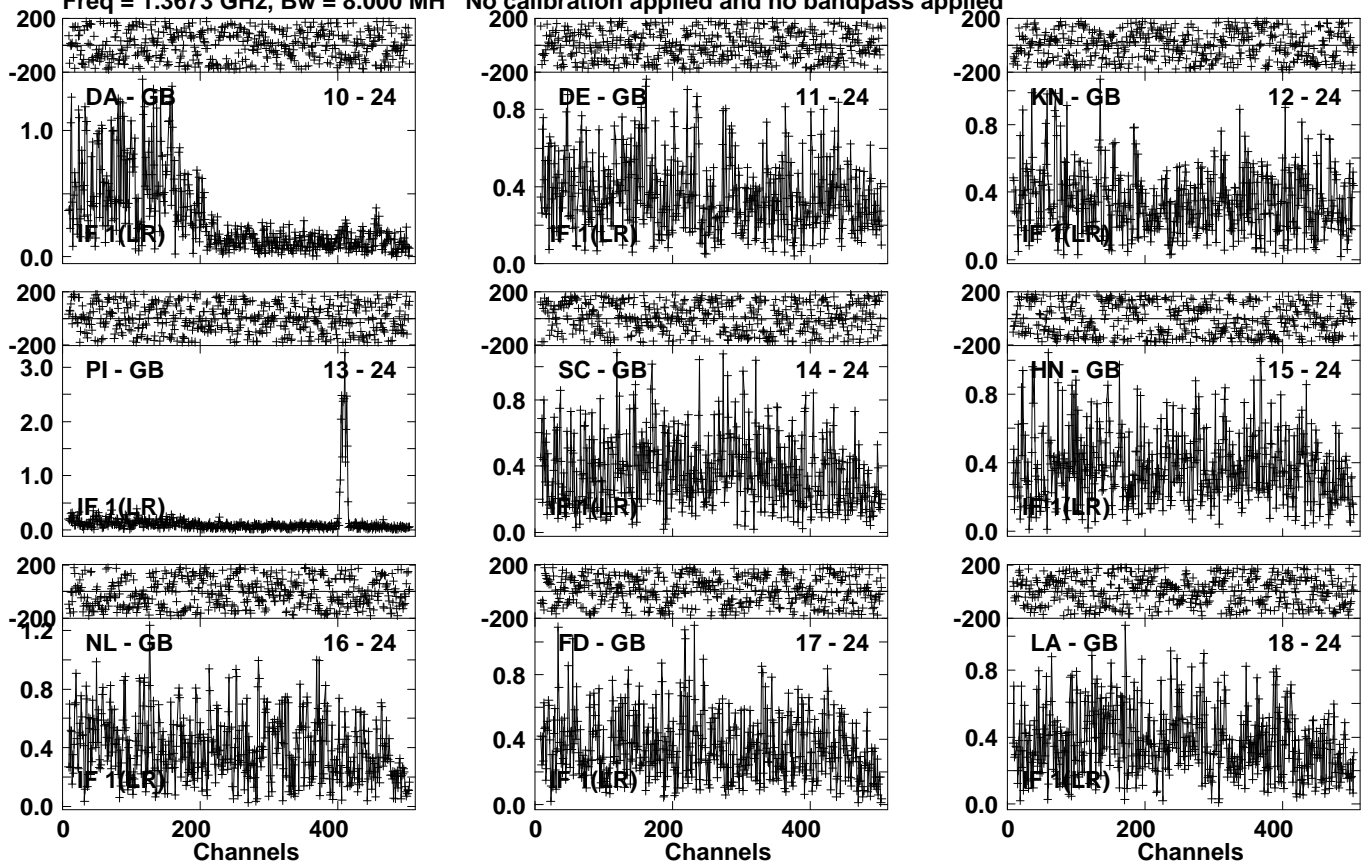 Freq = 1.3673 GHz, Bw = 8.000 MH No calibration applied and no bandpass applied
200 200 200
-200 -200 -200
DA - GB 10 - 24 DE - GB 11 - 24 KN - GB 12 - 24
1.0 0.8 0.8
0.4 0.4
IF 1(LR) IF 1(LR) IF 1(LR)
0.0 0.0 0.0
200 200 200
-200 -200 -200
3.0 PI - GB 13 - 24 SC - GB 14 - 24 HN - GB 15 - 24
2.0 0.8 0.8
1.0 0.4 0.4
IF 1(LR) IF 1(LR) IF 1(LR)
0.0 0.0 0.0
200 200 200
-200 -200 -200
1.2 NL - GB 16 - 24 FD - GB 17 - 24 LA - GB 18 - 24
0.8 0.8 0.8
0.4 0.4 0.4
IF 1(LR) IF 1(LR) IF 1(LR)
0.0 0.0 0.0
0 200 400 200 400 0 200 400
Channels Channels Channels